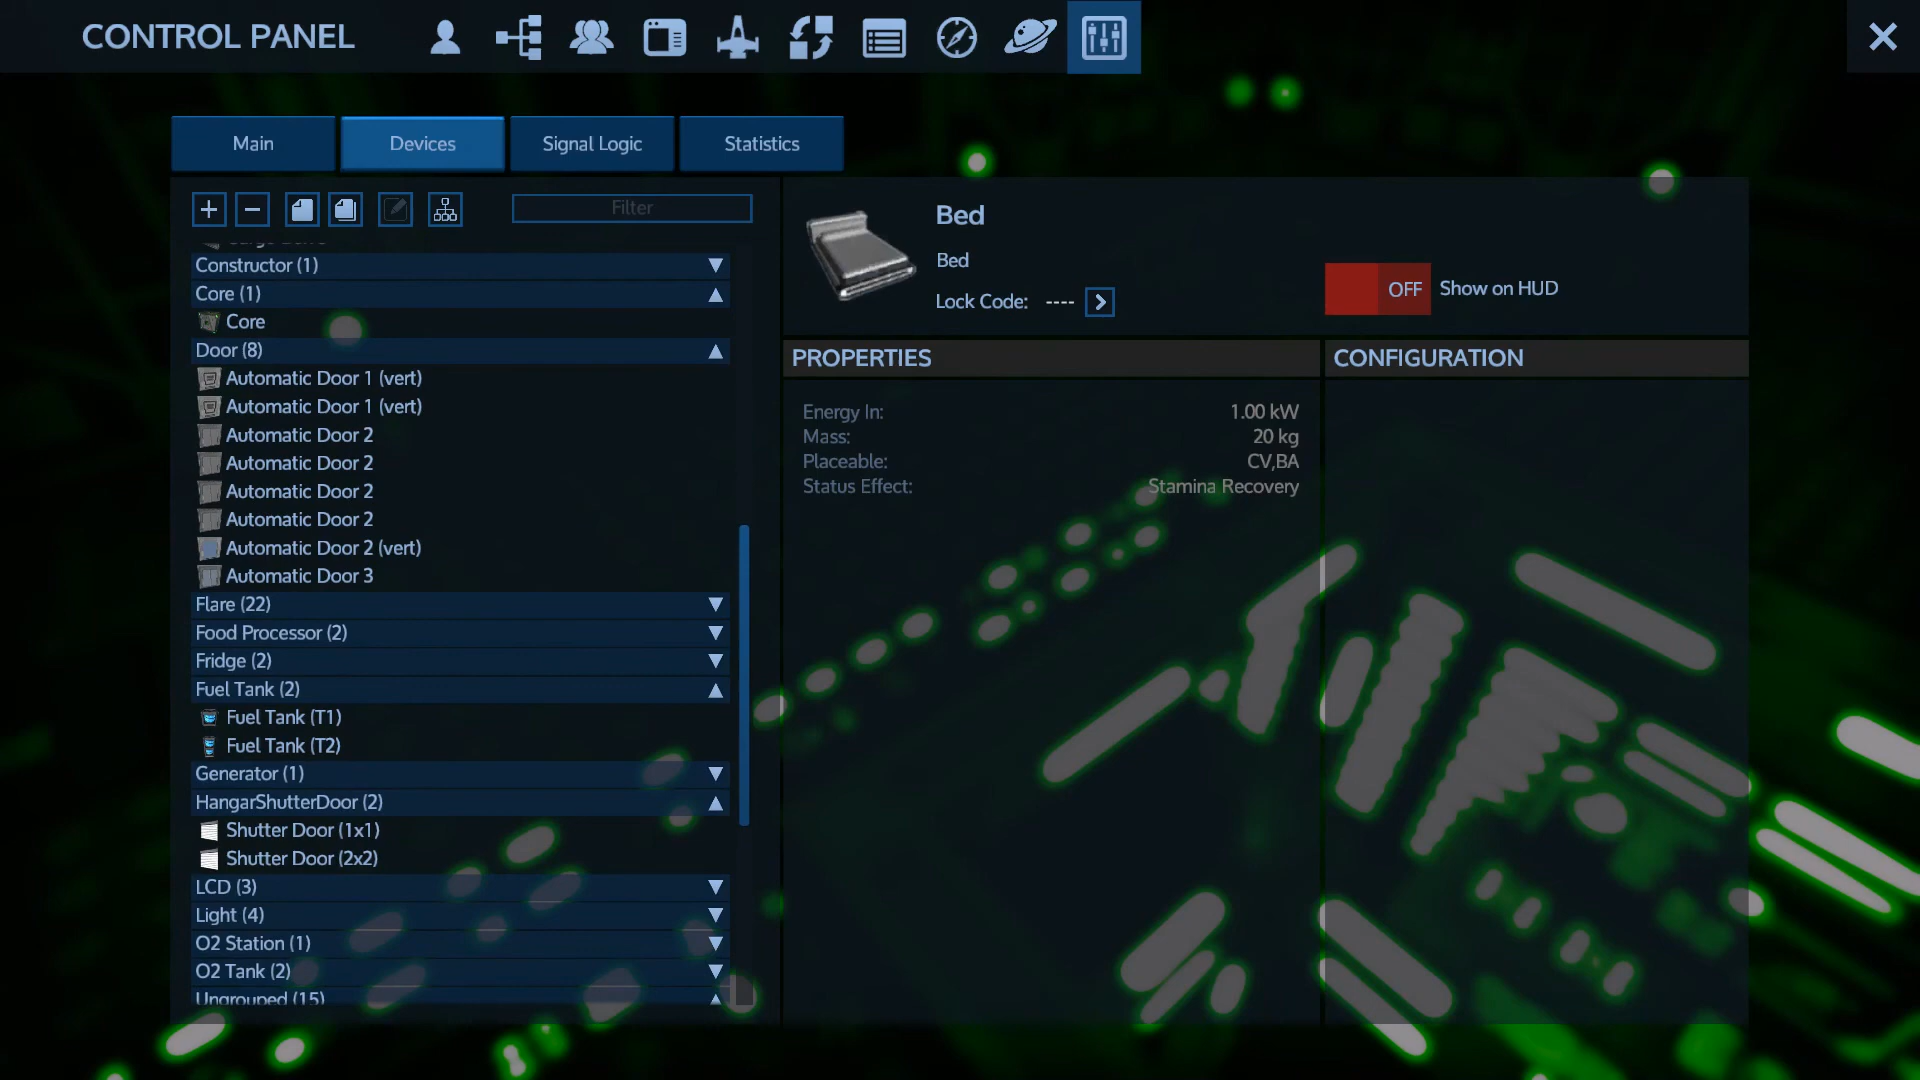 CONTROL PANEL
Main
Devices
Signal Logic
Statistics
Filter
Constructor (1)
Core (1)
Core
Door (8)
Automatic Door 1 (vert)
Automatic Door 1 (vert)
Automatic Door 2
Automatic Door 2
Automatic Door 2
Automatic Door 2
Automatic Door 2 (vert)
Automatic Door 3
Flare (22)
Food Processor (2)
Fridge (2)
Fuel Tank (2)
Fuel Tank (T1)
Fuel Tank (T2)
Generator (1)
HangarShutterDoor (2)
Shutter Door (1x1)
Shutter Door (2x2)
LCD (3)
Light (4)
O2 Station (1)
O2 Tank (2)
Ungrouped (15)
Bed
Bed
Lock Code: ----
OFF Show on HUD
PROPERTIES
Energy In: 1.00 kW
Mass: 20 kg
Placeable: CV,BA
Status Effect: Stamina Recovery
CONFIGURATION